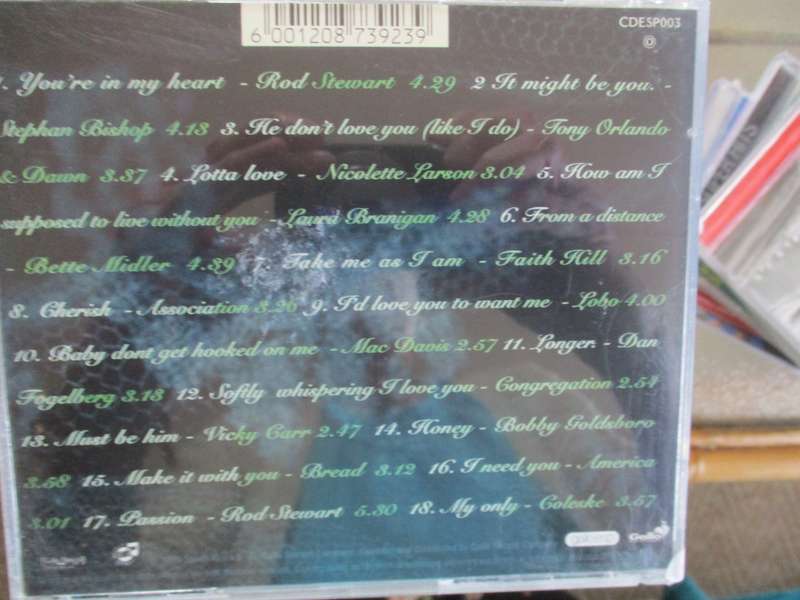 6 001208 739239
CDESP003
1. You're in my heart - Rod Stewart 4.29 2 It might be you. -
Stephan Bishop 4.13 3. He don't love you (like I do) - Tony Orlando
& Dawn 3.37 4. Lotta love - Nicolette Larson 3.04 5. How am I
supposed to live without you - Laura Branigan 4.28 6. From a distance
- Bette Midler 4.39 7. Take me as I am - Faith Hill 3.16
8. Cherish - Association 3.26 9. I'd love you to want me - Lobo 4.00
10. Baby dont get hooked on me - Mac Davis 2.57 11. Longer. - Dan
Fogelberg 3.13 12. Softly whispering I love you - Congregation 2.54
13. Must be him - Vicky Carr 2.47 14. Honey - Bobby Goldsboro
3.58 15. Make it with you - Bread 3.12 16. I need you - America
3.01 17. Passion - Rod Stewart 5.30 18. My only - Coleske 3.57
Gallo